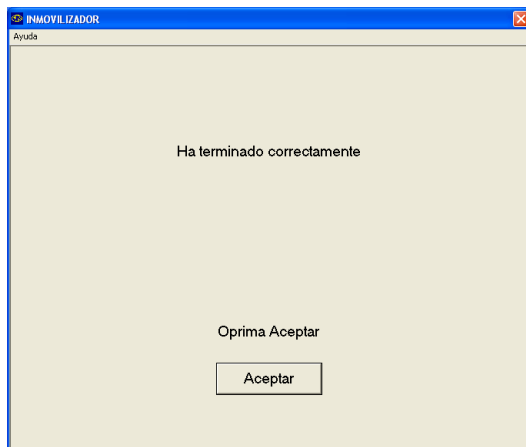 INMOVILIZADOR
Ayuda
Ha terminado correctamente
Oprima Aceptar
Aceptar